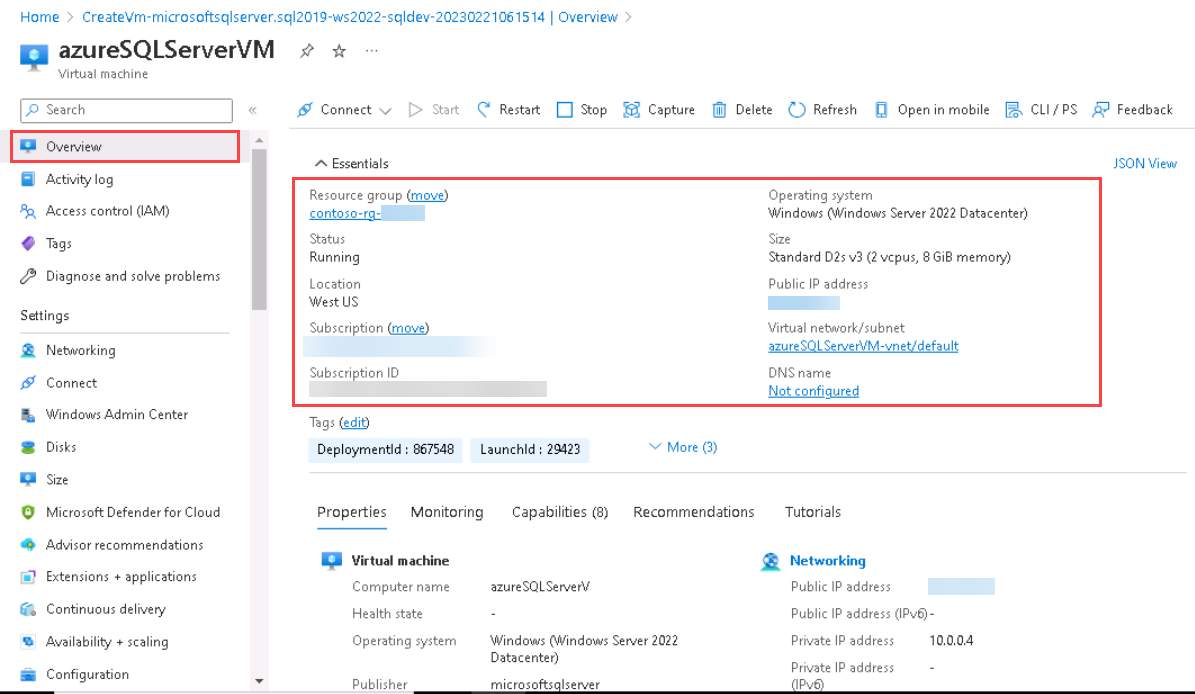 Home > CreateVm-microsoftsqlserver.sql2019-ws2022-sqldev-20230221061514 | Overview >
azureSQLServerVM
Virtual machine
Search
«
Connect
Start
Restart
Stop
Capture
Delete
Refresh
Open in mobile
CLI / PS
Feedback
Overview
Activity log
Access control (IAM)
Tags
Diagnose and solve problems
Settings
Networking
Connect
Windows Admin Center
Disks
Size
Microsoft Defender for Cloud
Advisor recommendations
Extensions + applications
Continuous delivery
Availability + scaling
Configuration
Essentials
JSON View
Resource group (move)
contoso-rg-
Status
Running
Location
West US
Subscription (move)
Subscription ID
Operating system
Windows (Windows Server 2022 Datacenter)
Size
Standard D2s v3 (2 vcpus, 8 GiB memory)
Public IP address
Virtual network/subnet
azureSQLServerVM-vnet/default
DNS name
Not configured
Tags (edit)
DeploymentId : 867548
LaunchId : 29423
More (3)
Properties
Monitoring
Capabilities (8)
Recommendations
Tutorials
Virtual machine
Computer name azureSQLServerV
Health state -
Operating system Windows (Windows Server 2022
Datacenter)
Publisher microsoftsqlserver
Networking
Public IP address
Public IP address (IPv6) -
Private IP address 10.0.0.4
Private IP address -
(IPv6)